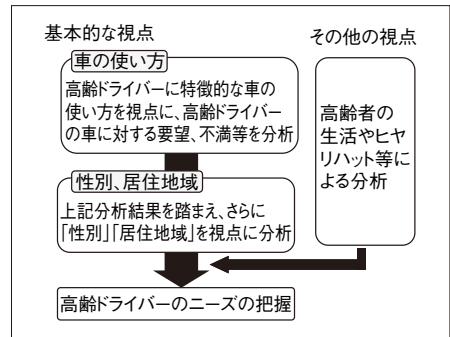 基本的な視点
車の使い方
高齢ドライバーに特徴的な車の
使い方を視点に、高齢ドライバー
の車に対する要望、不満等を分析
性別、居住地域
上記分析結果を踏まえ、さらに
「性別」「居住地域」を視点に分析
その他の視点
高齢者の
生活やヒヤ
リハット等に
よる分析
高齢ドライバーのニーズの把握